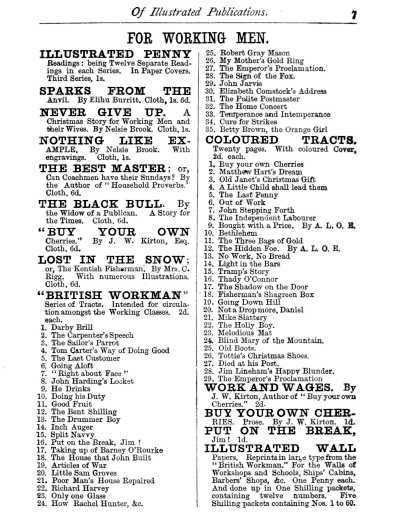 Of Illustrated Publications. 7
FOR WORKING MEN.
ILLUSTRATED PENNY
Readings: being Twelve Separate Read-
ings in each Series. In Paper Covers.
Third Series, 1s.
SPARKS FROM THE
Anvil. By Elihu Burritt, Cloth, 1s. 6d.
NEVER GIVE UP. A
Christmas Story for Working Men and
their Wives. By Nelsie Brook. Cloth, 1s.
NOTHING LIKE EX-
AMPLE, By Nelsie Brook. With
engravings. Cloth, 1s.
THE BEST MASTER; or,
Can Coachmen have their Sundays? By
the Author of "Household Proverbs."
Cloth, 6d.
THE BLACK BULL. By
the Widow of a Publican. A Story for
the Times. Cloth, 6d.
"BUY YOUR OWN
Cherries." By J. W. Kirton, Esq.
Cloth, 6d.
LOST IN THE SNOW;
or, The Kentish Fisherman, By Mrs. C.
Rigg. With numerous Illustrations.
Cloth, 6d.
"BRITISH WORKMAN"
Series of Tracts. Intended for circula-
tion amongst the Working Classes. 2d.
each.
1. Darby Brill
2. The Carpenter's Speech
3. The Sailor's Parrot
4. Tom Carter's Way of Doing Good
5. The Last Customer
6. Going Aloft
7. "Right about Face"
8. John Harding's Locket
9. He Drinks
10. Doing his Duty
11. Good Fruit
12. The Bent Shilling
13. The Drummer Boy
14. Inch Auger
15. Split Navvy
16. Put on the Break, Jim!
17. Taking up of Barney O'Rourke
18. The House that John Built
19. Articles of War
20. Little Sam Groves
21. Poor Man's House Repaired
22. Richard Harvey
23. Only one Glass
24. How Rachel Hunter, &c.
25. Robert Gray Mason
26. My Mother's Gold Ring
27. The Emperor's Proclamation.
28. The Sign of the Fox.
29. John Jarvis
30. Elizabeth Comstock's Address
31. The Polite Postmaster
32. The Home Concert
33. Temperance and Intemperance
34. Cure for Strikes
35. Betty Brown, the Orange Girl
COLOURED TRACTS.
Twenty pages. With coloured Cover,
2d. each.
1, Buy your own Cherries
2. Matthew Hart's Dream
3. Old Janet's Christmas Gift
4. A Little Child shall lead them
5. The Last Penny
6. Out of Work
7. John Stepping Forth
8. The Independent Labourer
9. Bought with a Price. By A. L. O, E.
10. Bethlehem
11. The Three Bags of Gold
12. The Hidden Foe. By A. L, O, E.
13. No Work, No Bread
14. Light in the Bars
15. Tramp's Story
16. Thady O'Connor
17. The Shadow on the Door
18. Fisherman's Shagreen Box
19. Going Down Hill
20. Not a Drop more, Daniel
21. Mike Slattery
22. The Holly Boy.
23. Melodious Mat
24. Blind Mary of the Mountain.
25. Old Boots.
26. Tottie's Christmas Shoes.
27. Died at his Post.
28. Jim Lineham's Happy Blunder.
29. The Emperor's Proclamation
WORK AND WAGES. By
J. W. Kirton, Author of "Buy your own
Cherries." 2d.
BUY YOUR OWN CHER-
RIES. Prose. By J. W. Kirton. 1d.
PUT ON THE BREAK,
Jim! 1d.
ILLUSTRATED WALL
Papers, Reprints in large type from the
"British Workman." For the Walls of
Workshops and Schools, Ships' Cabins,
Barbers' Shops, &c. One Penny each.
And done up in One Shilling packets,
containing twelve numbers. Five
Shilling packets containing Nos. 1 to 60.